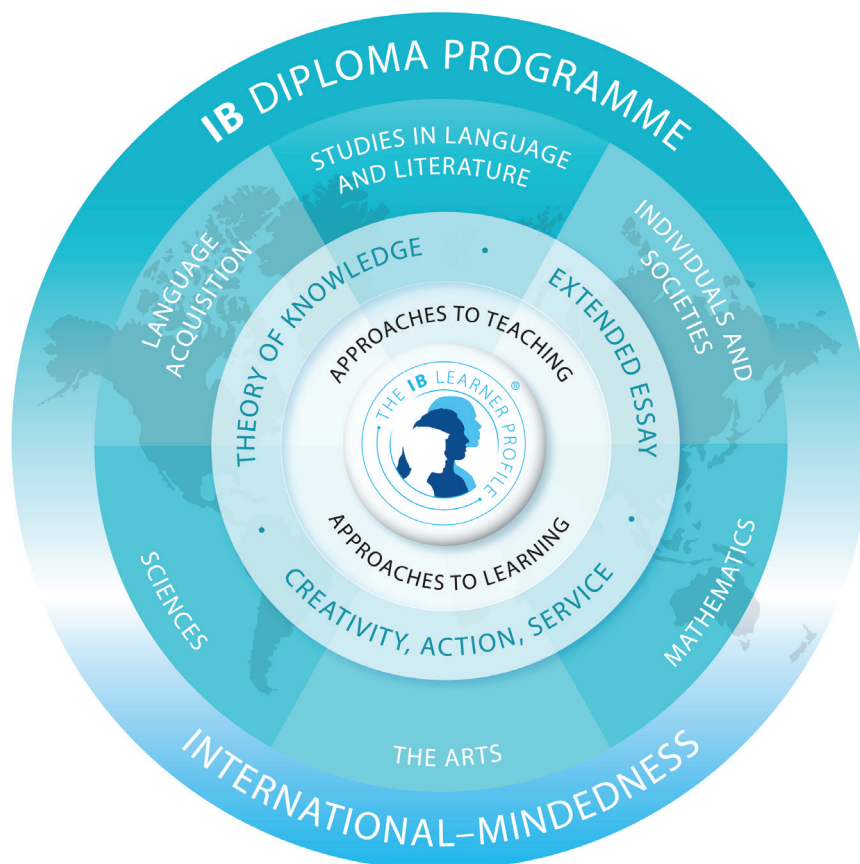 IB DIPLOMA PROGRAMME
STUDIES IN LANGUAGE
AND LITERATURE
LANGUAGE
ACQUISITION
INDIVIDUALS AND
SOCIETIES
THEORY OF KNOWLEDGE
·
EXTENDED ESSAY
·
APPROACHES TO TEACHING
THE IB LEARNER PROFILE
®
APPROACHES TO LEARNING
·
CREATIVITY, ACTION, SERVICE
SCIENCES
MATHEMATICS
THE ARTS
INTERNATIONAL–MINDEDNESS